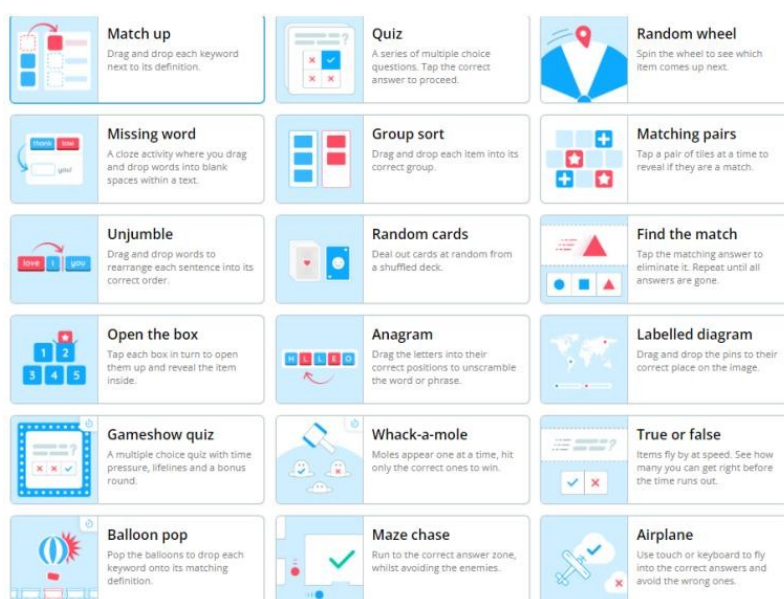 Match up
Drag and drop each keyword
next to its definition.
Quiz
A series of multiple choice
questions. Tap the correct
answer to proceed.
Random wheel
Spin the wheel to see which
item comes up next.
Missing word
A cloze activity where you drag
and drop words into blank
spaces within a text.
thank
you!
Group sort
Drag and drop each item into its
correct group.
Matching pairs
Tap a pair of tiles at a time to
reveal if they are a match.
Unjumble
Drag and drop words to
rearrange each sentence into its
correct order.
love I you
Random cards
Deal out cards at random from
a shuffled deck.
Find the match
Tap the matching answer to
eliminate it. Repeat until all
answers are gone.
Open the box
Tap each box in turn to open
them up and reveal the item
inside.
1 2
3 4 5
Anagram
Drag the letters into their
correct positions to unscramble
the word or phrase.
H L L E O
Labelled diagram
Drag and drop the pins to their
correct place on the image.
Gameshow quiz
A multiple choice quiz with time
pressure, lifelines and a bonus
round.
Whack-a-mole
Moles appear one at a time, hit
only the correct ones to win.
True or false
Items fly by at speed. See how
many you can get right before
the time runs out.
Balloon pop
Pop the balloons to drop each
keyword onto its matching
definition.
Maze chase
Run to the correct answer zone,
whilst avoiding the enemies.
Airplane
Use touch or keyboard to fly
into the correct answers and
avoid the wrong ones.